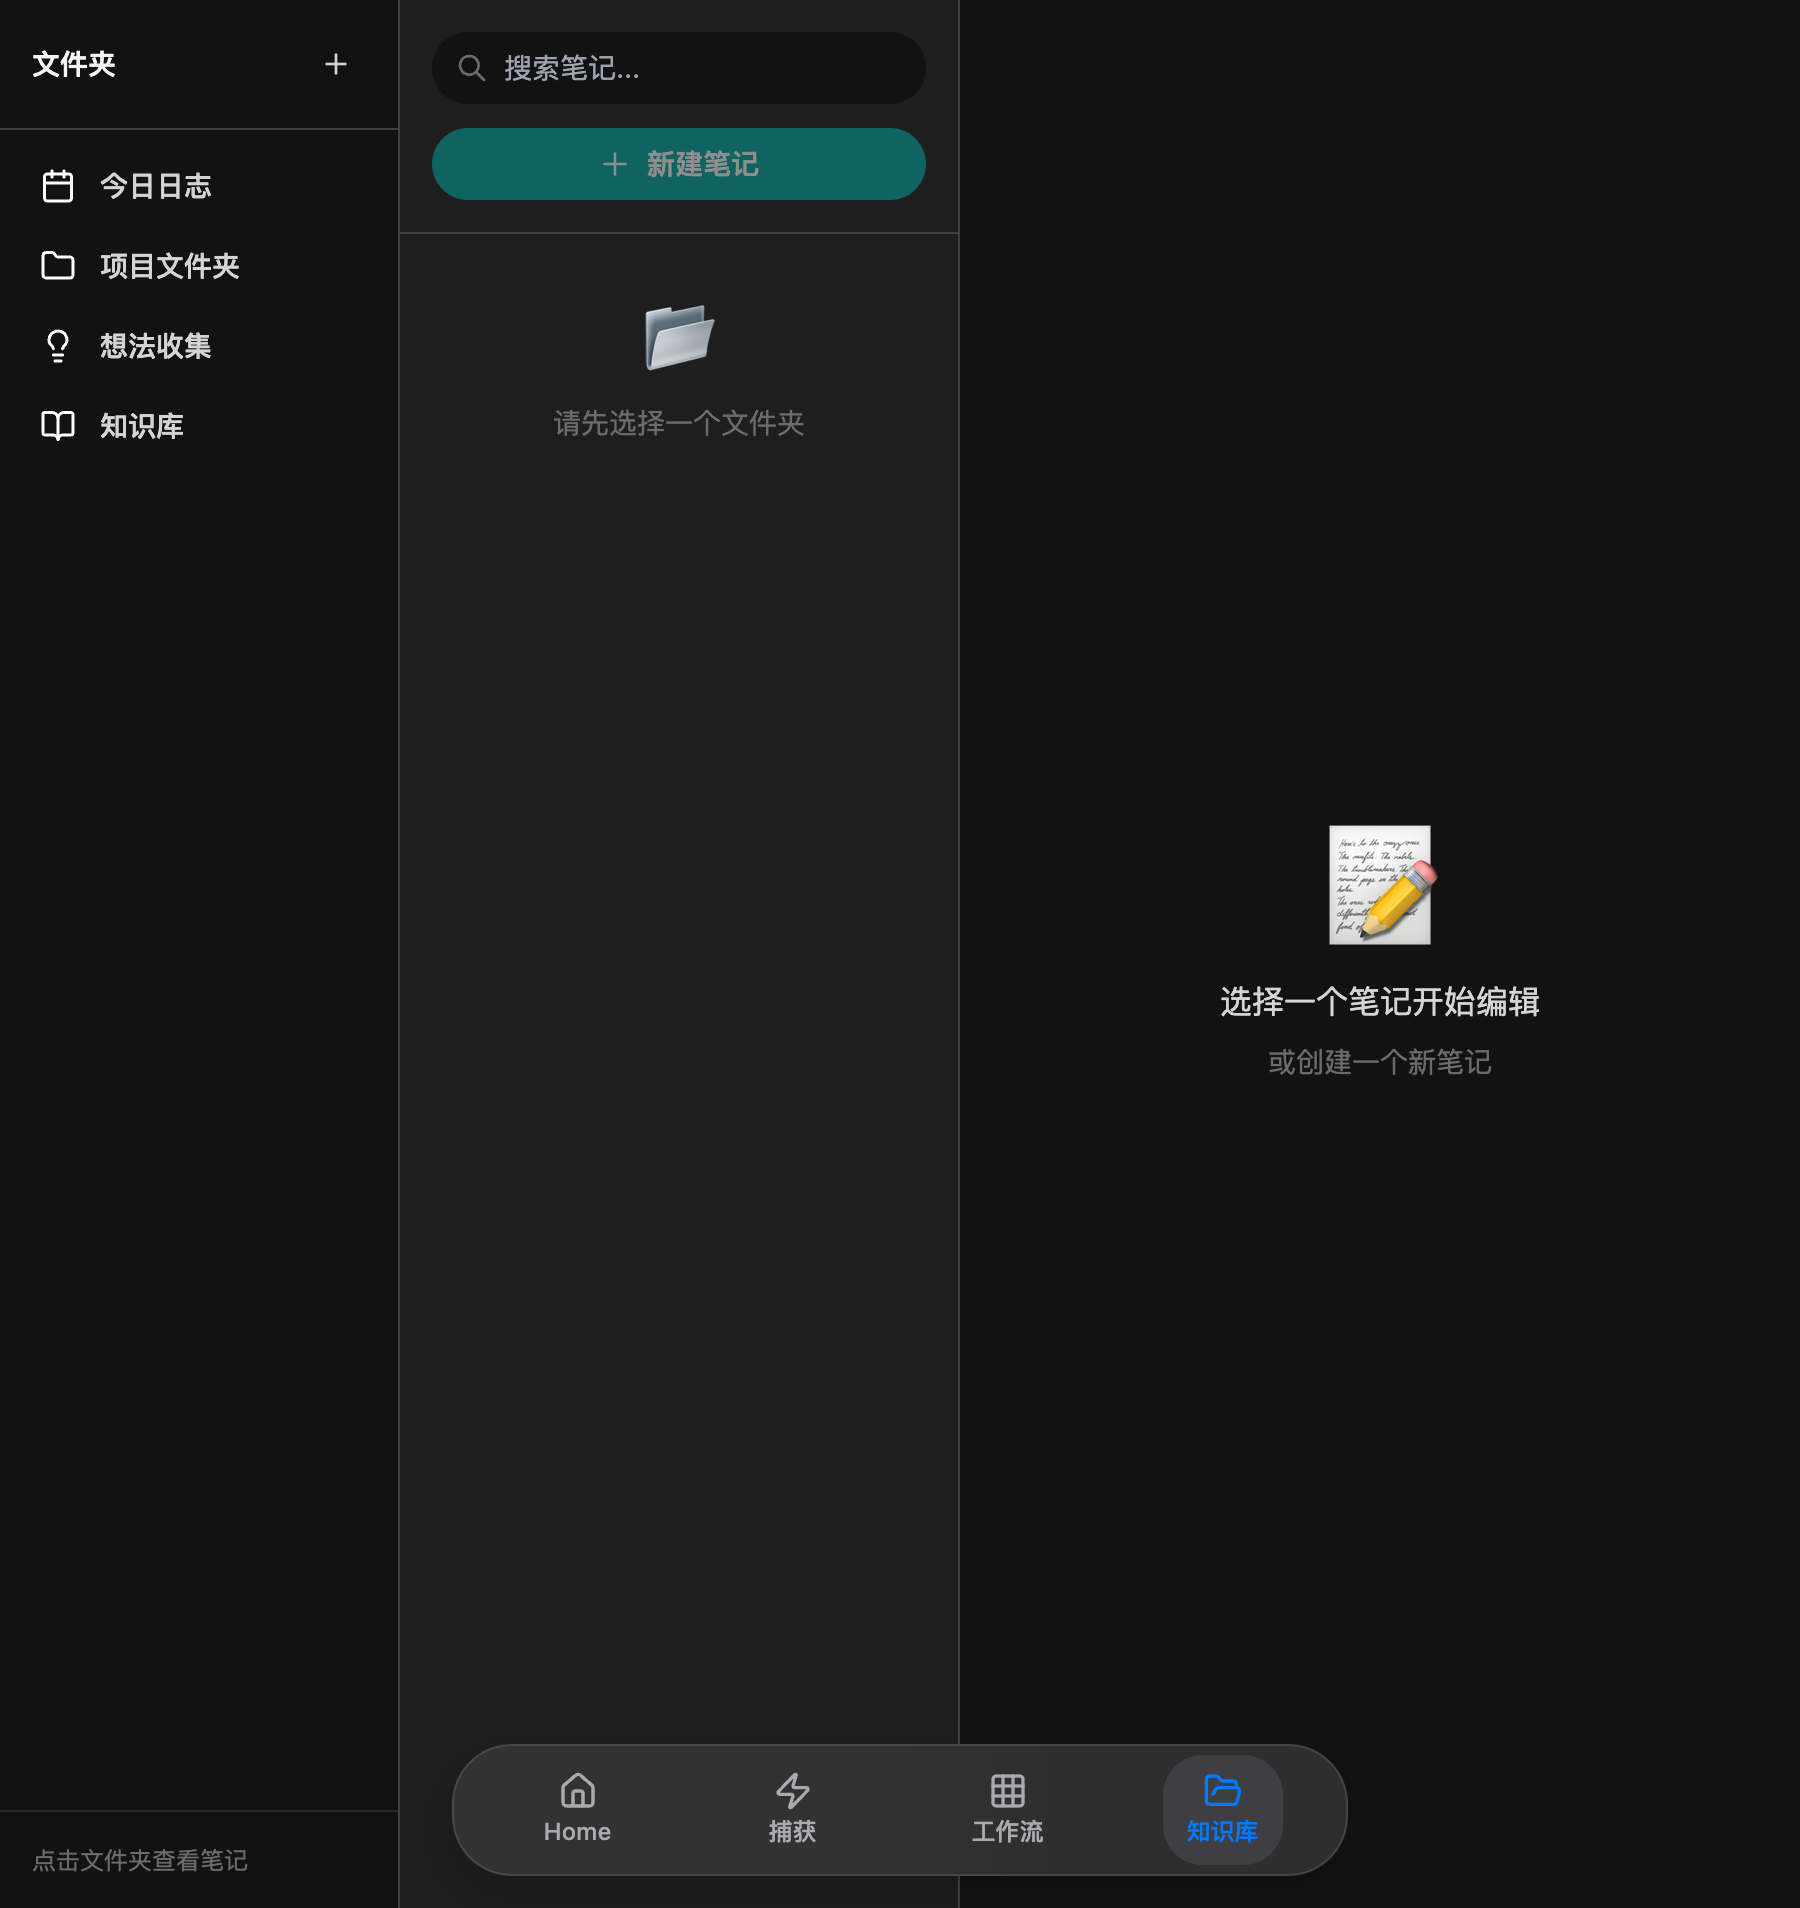 文件夹
今日日志
项目文件夹
想法收集
知识库
点击文件夹查看笔记
搜索笔记...
新建笔记
请先选择一个文件夹
选择一个笔记开始编辑
或创建一个新笔记
Home
捕获
工作流
知识库